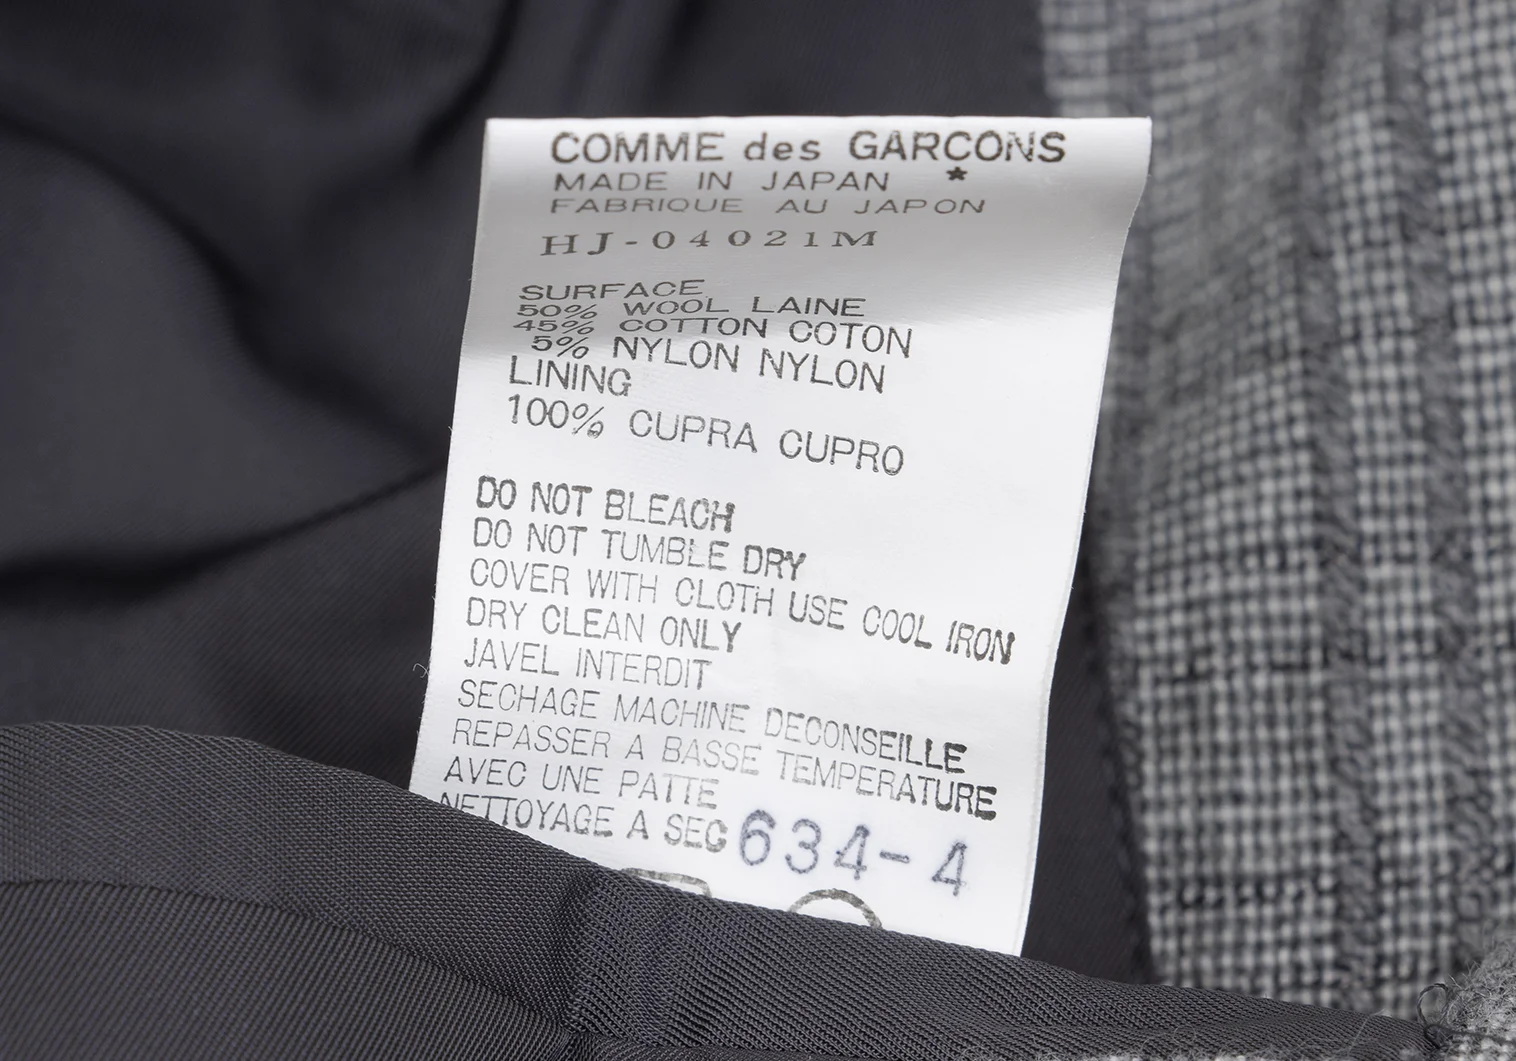 COMME des GARCONS
★
MADE IN JAPAN
FABRIQUE AU JAPON
HJ-04021M
SURFACE
50% WOOL LAINE
45% COTTON COTON
5% NYLON NYLON
LINING
100% CUPRA CUPRO
DO NOT BLEACH
DO NOT TUMBLE DRY
COVER WITH CLOTH USE COOL IRON
DRY CLEAN ONLY
JAVEL INTERDIT
SECHAGE MACHINE DECONSEILLE
REPASSER A BASSE TEMPERATURE
AVEC UNE PATTE
NETTOYAGE A SEC
634-4